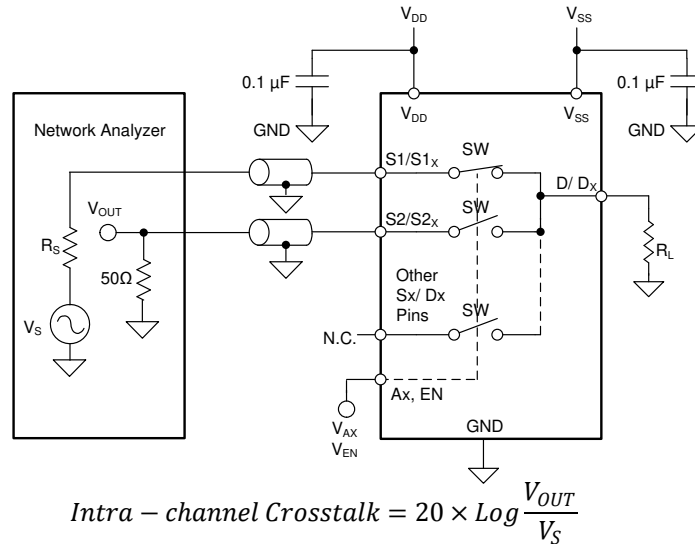 V_DD V_SS
0.1 µF 0.1 µF
V_DD V_SS
GND GND
Network Analyzer
S1/S1_X SW
D/ D_X
V_OUT
S2/S2_X SW
R_S
R_L
50Ω
Other
Sx/ Dx
Pins
SW
V_S
N.C.
Ax, EN
V_AX
V_EN
GND
Intra − channel Crosstalk = 20 × Log V_OUT / V_S